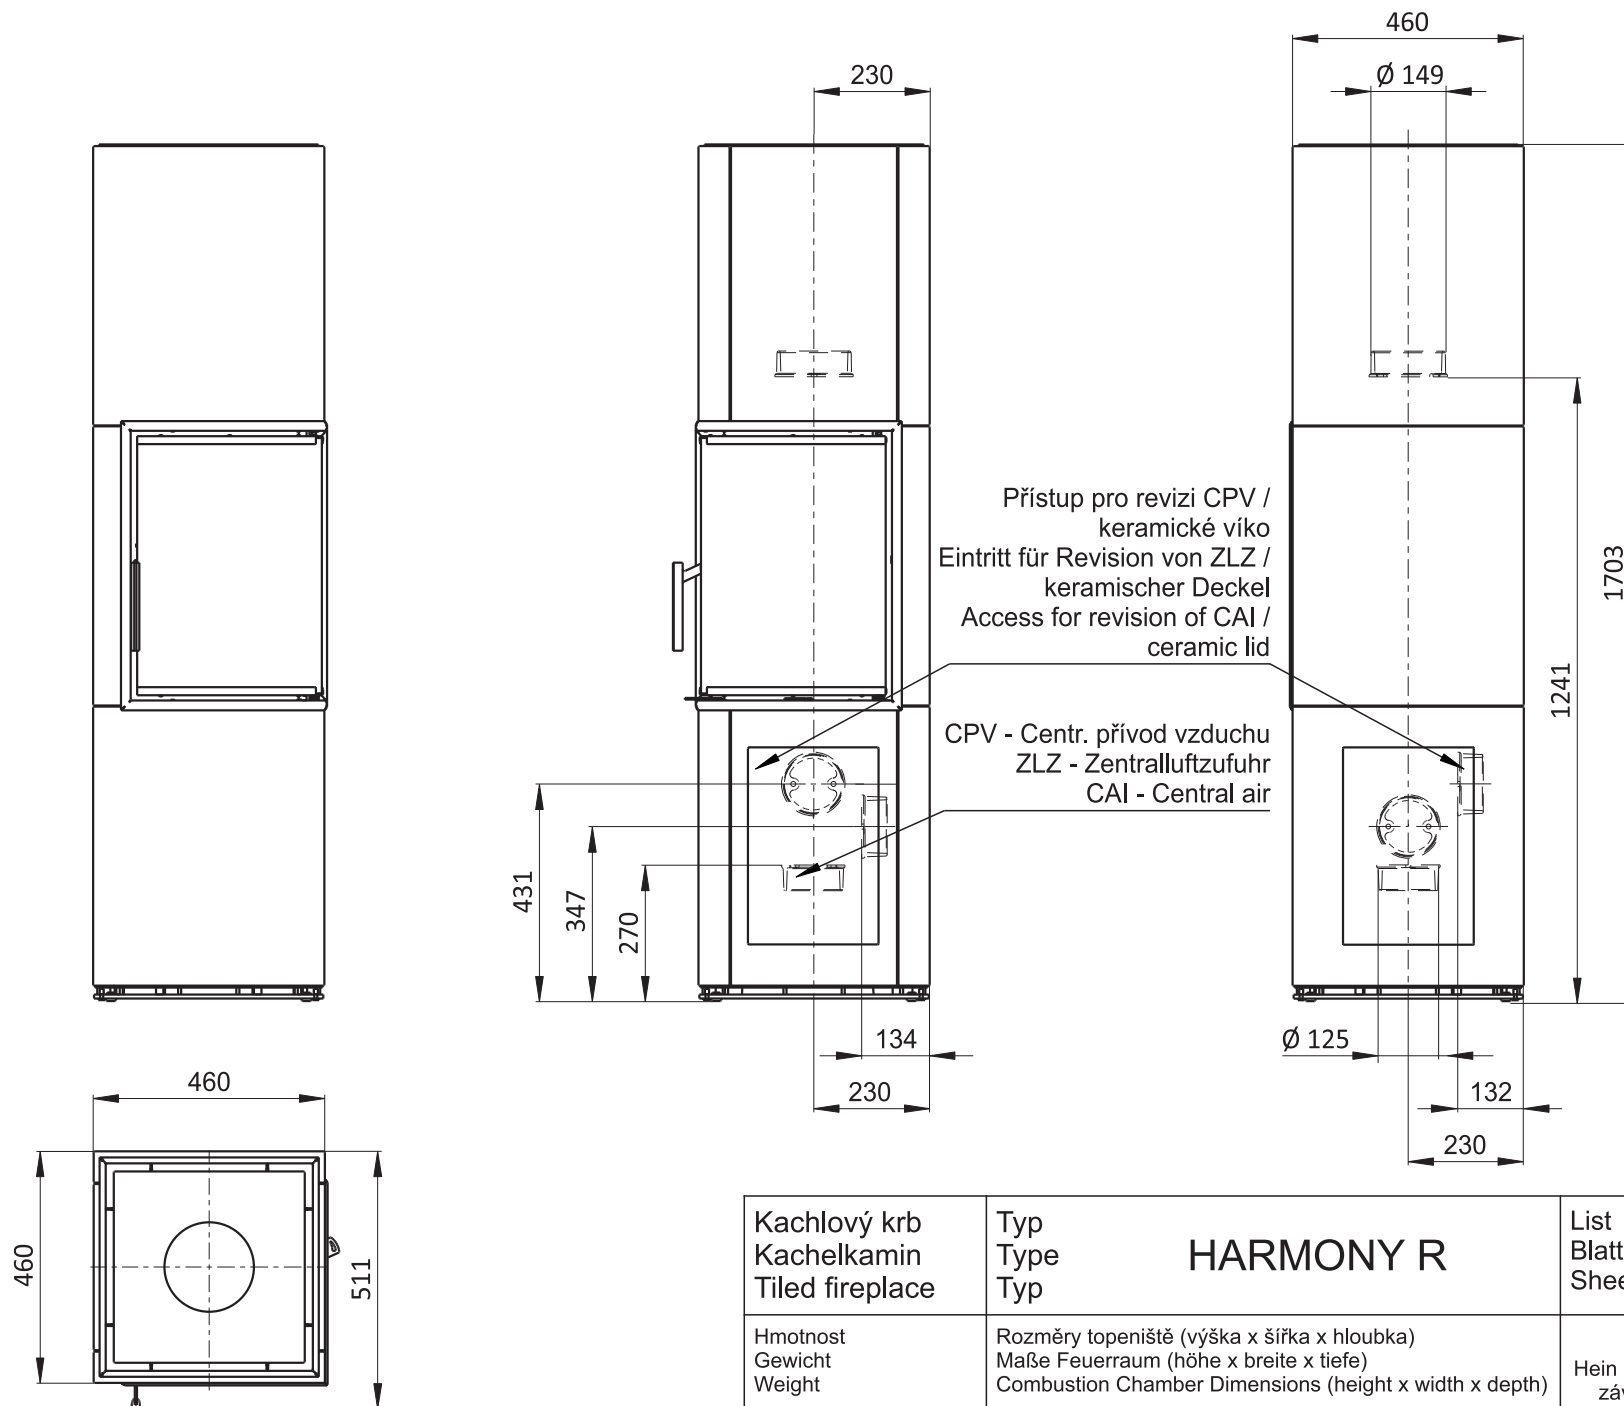 460
Ø 149
230
Přístup pro revizi CPV /
keramické víko
Eintritt für Revision von ZLZ /
keramischer Deckel
Access for revision of CAI /
ceramic lid
1703
1241
CPV - Centr. přívod vzduchu
ZLZ - Zentralluftzufuhr
CAI - Central air
431
347
270
134
230
Ø 125
132
230
460
460
511
Kachlový krb
Kachelkamin
Tiled fireplace
Typ
Type
Typ
HARMONY R
List
Blatt
Hmotnost
Gewicht
Weight
Rozměry topeniště (výška x šířka x hloubka)
Maße Feuerraum (höhe x breite x tiefe)
Combustion Chamber Dimensions (height x width x depth)
Hein